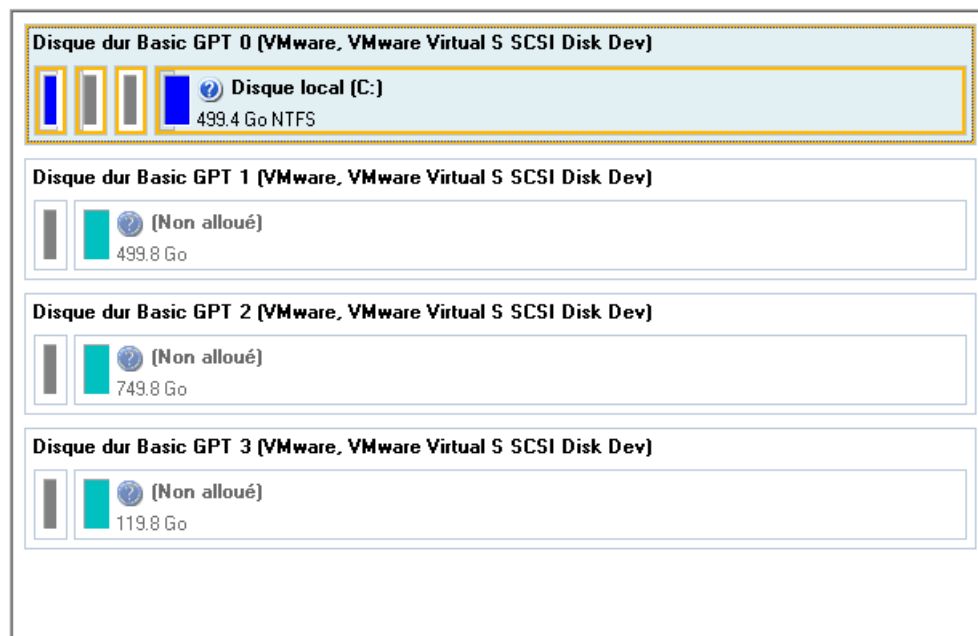 Disque dur Basic GPT 0 (VMware, VMware Virtual S SCSI Disk Dev)
Disque local (C:)
499.4 Go NTFS
Disque dur Basic GPT 1 (VMware, VMware Virtual S SCSI Disk Dev)
(Non alloué)
499.8 Go
Disque dur Basic GPT 2 (VMware, VMware Virtual S SCSI Disk Dev)
(Non alloué)
749.8 Go
Disque dur Basic GPT 3 (VMware, VMware Virtual S SCSI Disk Dev)
(Non alloué)
119.8 Go